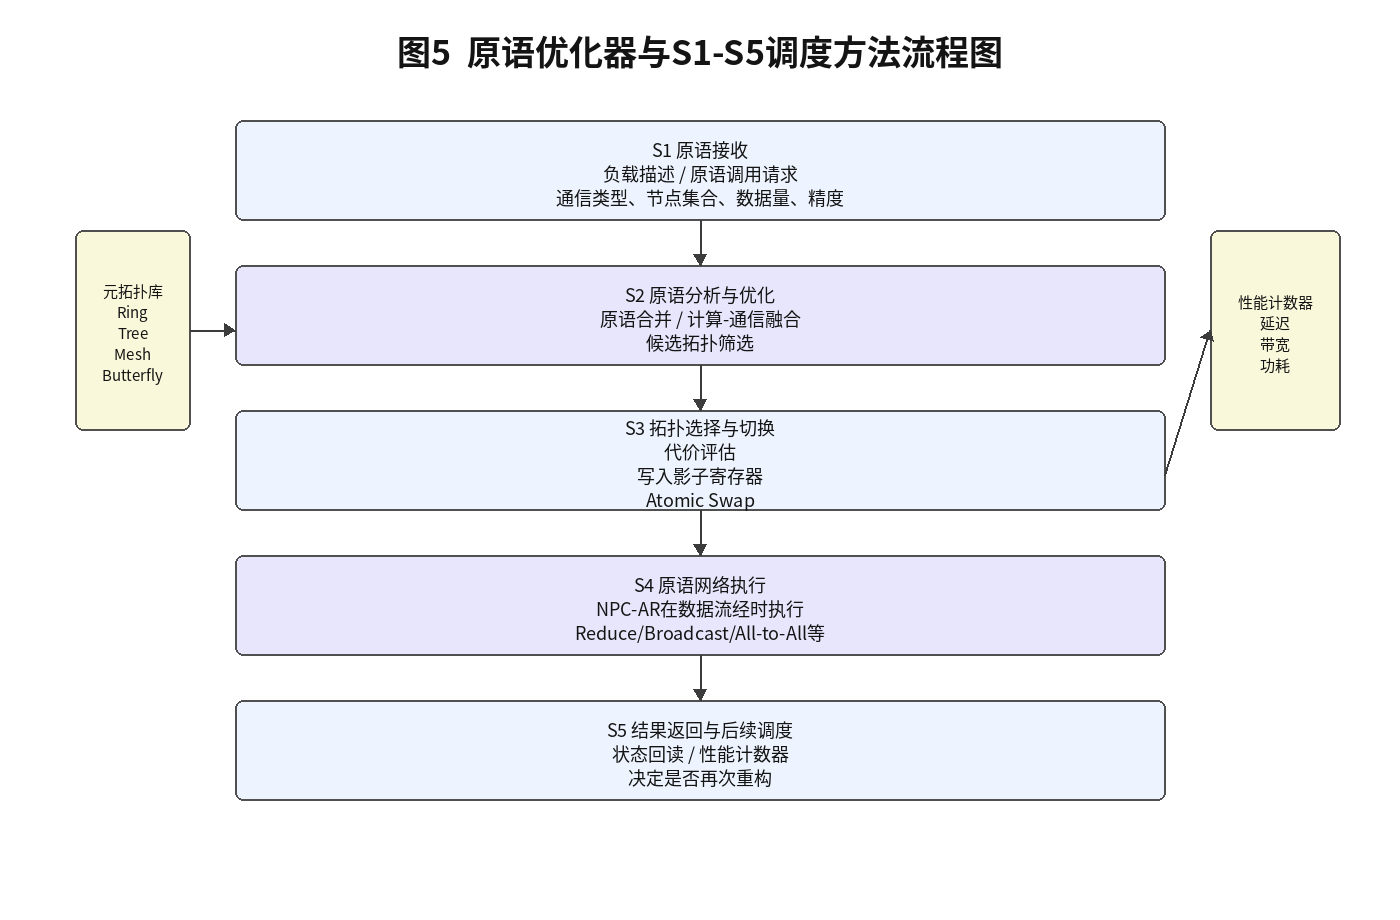 图5 原语优化器与S1-S5调度方法流程图
S1 原语接收
负载描述 / 原语调用请求
通信类型、节点集合、数据量、精度
元拓扑库
Ring
Tree
Mesh
Butterfly
S2 原语分析与优化
原语合并 / 计算-通信融合
候选拓扑筛选
性能计数器
延迟
带宽
功耗
S3 拓扑选择与切换
代价评估
写入影子寄存器
Atomic Swap
S4 原语网络执行
NPC-AR在数据流经时执行
Reduce/Broadcast/All-to-All等
S5 结果返回与后续调度
状态回读 / 性能计数器
决定是否再次重构